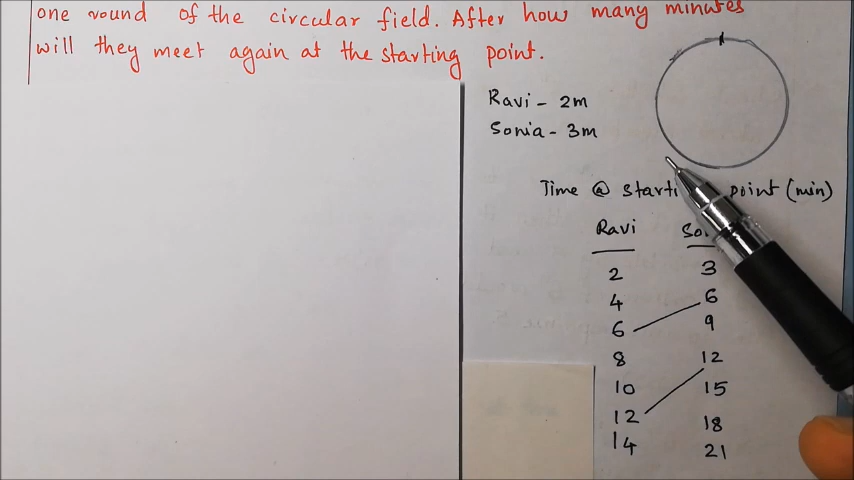 one round of the circular field. After how many minutes
will they meet again at the starting point.
Ravi - 2m
Sonia - 3m
Time @ starti point (min)
Ravi So
2 3
4 6
6 9
8 12
10 15
12 18
14 21